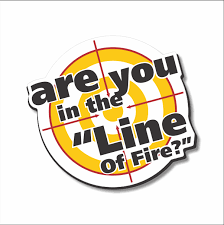 are you
in the
"Line
OF Fire?"